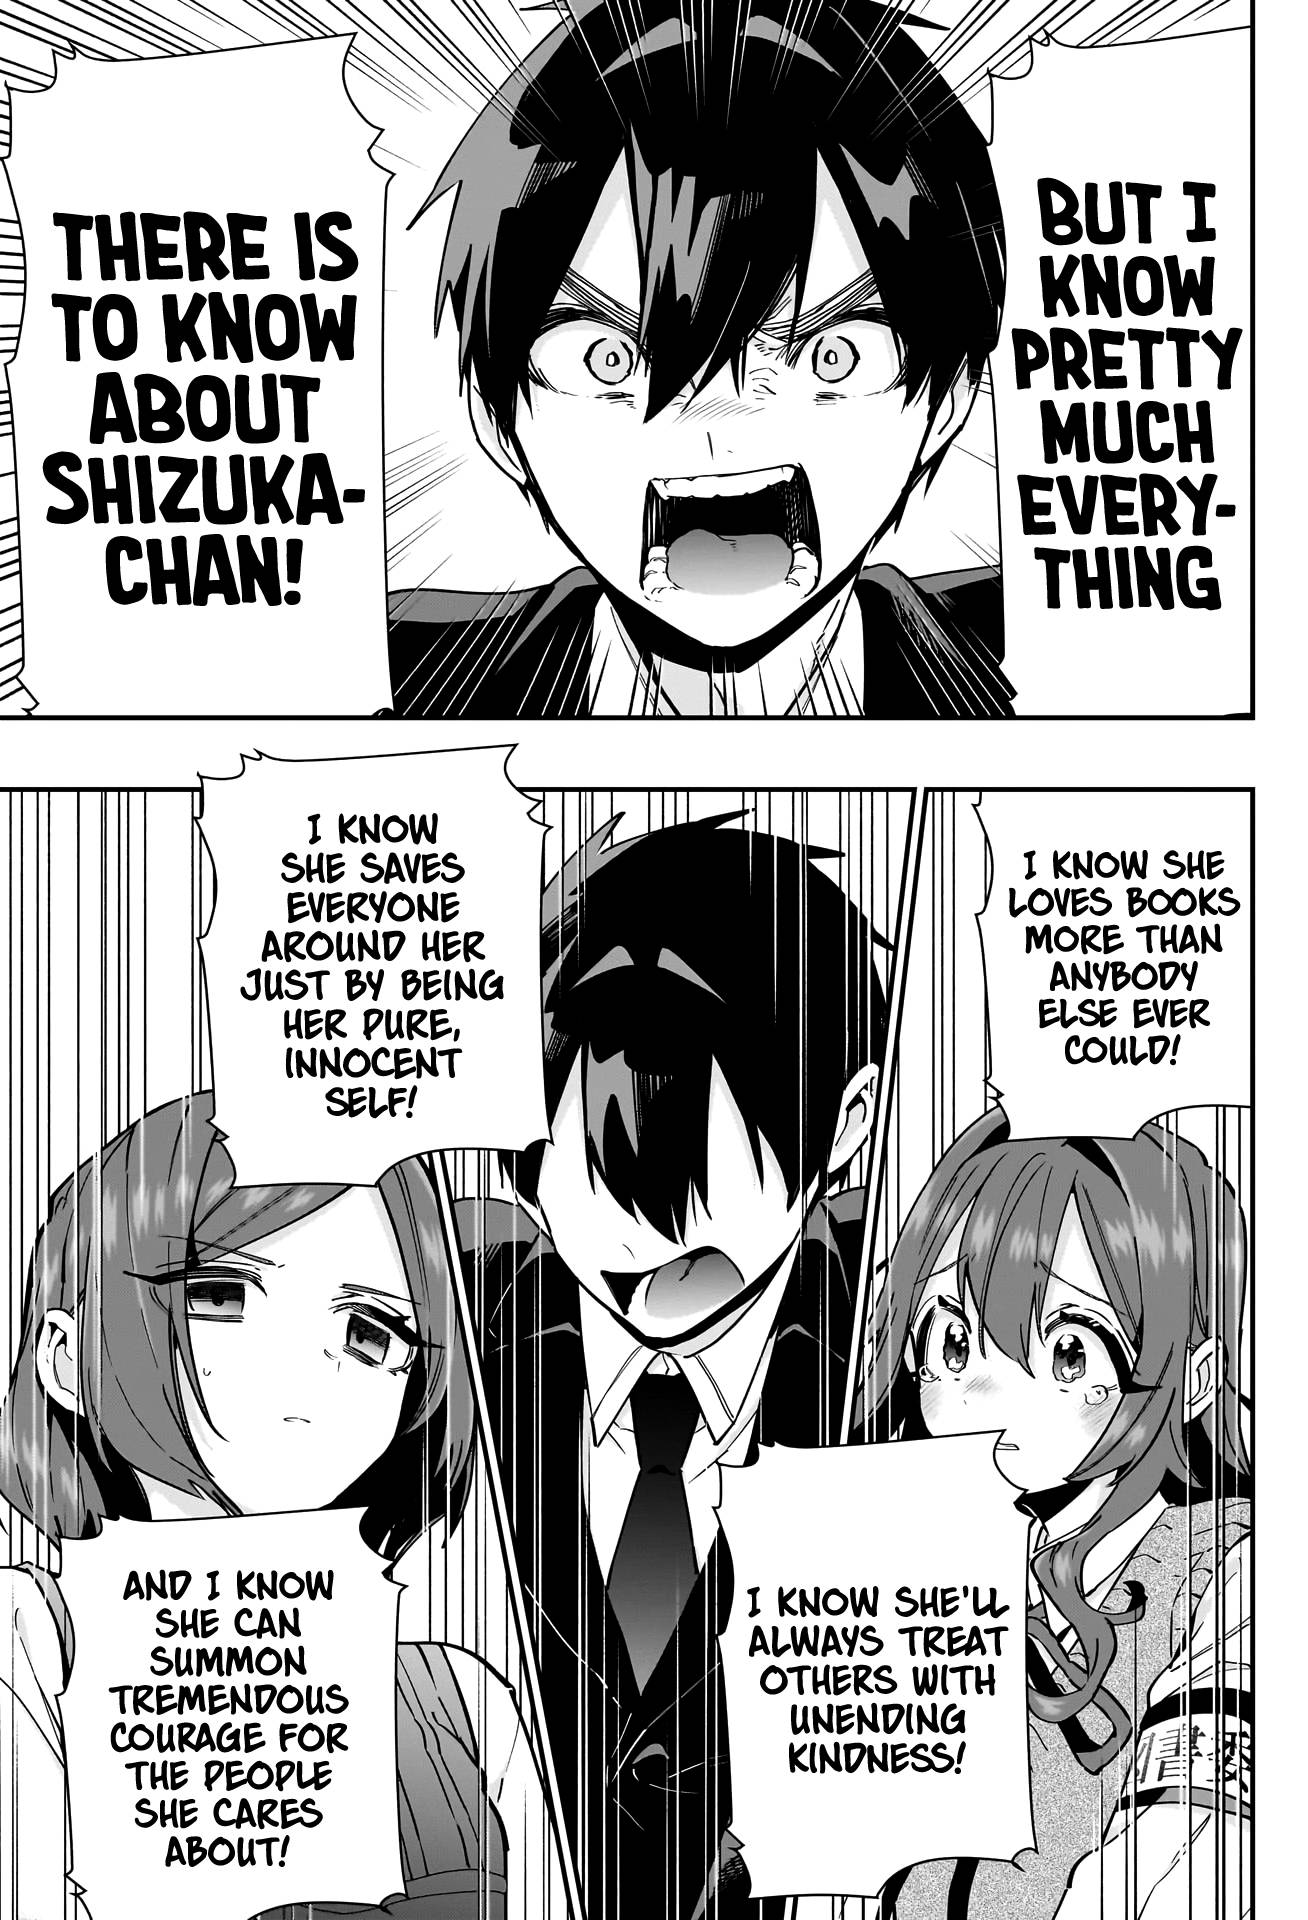 BUT I
KNOW
PRETTY
MUCH
EVERY-
THING
THERE IS
TO KNOW
ABOUT
SHIZUKA-
CHAN!
I KNOW SHE
LOVES BOOKS
MORE THAN
ANYBODY
ELSE EVER
COULD!
I KNOW SHE'LL
ALWAYS TREAT
OTHERS WITH
UNENDING
KINDNESS!
I KNOW
SHE SAVES
EVERYONE
AROUND HER
JUST BY BEING
HER PURE,
INNOCENT
SELF!
AND I KNOW
SHE CAN
SUMMON
TREMENDOUS
COURAGE FOR
THE PEOPLE
SHE CARES
ABOUT!